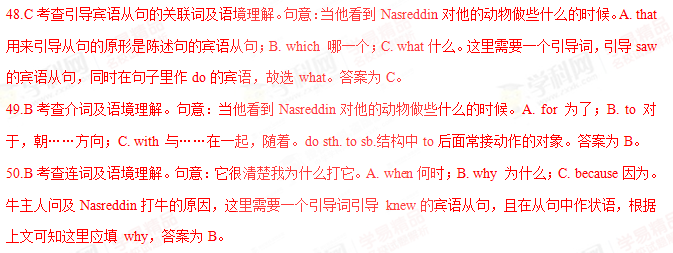 48.C 考查引导宾语从句的关联词及语境理解。句意：当他看到 Nasreddin 对他的动物做些什么的时候。A. that
用来引导从句的原形是陈述句的宾语从句；B. which 哪一个；C. what 什么。这里需要一个引导词，引导 saw
的宾语从句，同时在句子里作 do 的宾语，故选 what。答案为 C。
49.B 考查介词及语境理解。句意：当他看到 Nasreddin 对他的动物做些什么的时候。A. for 为了；B. to 对
于，朝……方向；C. with 与……在一起，随着。do sth. to sb.结构中 to 后面常接动作的对象。答案为 B。
50.B 考查连词及语境理解。句意：它很清楚我为什么打它。A. when 何时；B. why 为什么；C. because 因为。
牛主人问及 Nasreddin 打牛的原因，这里需要一个引导词引导 knew 的宾语从句，且在从句中作状语，根据
上文可知这里应填 why，答案为 B。